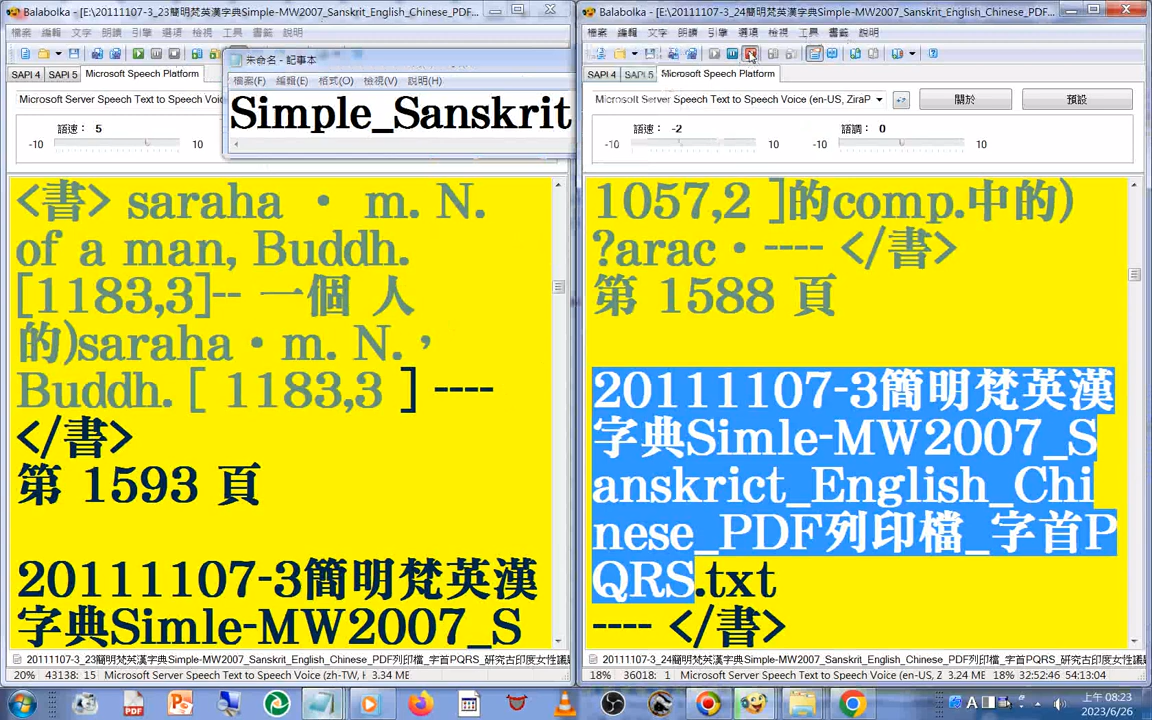 Balabolka - [E:\20111107-3_23簡明梵英漢字典Simple-MW2007_Sanskrit_English_Chinese_PDF...
檔案 編輯 文字 朗讀 引擎 選項 檢視 工具 書籤 說明
SAPI 4 SAPI 5 Microsoft Speech Platform
Microsoft Server Speech Text to Speech Voic
語速： 5
-10 10
朱命名 - 記事本
檔案(F) 編輯(E) 格式(O) 檢視(V) 說明(H)
Simple_Sanskrit
<書> saraha • m. N.
of a man, Buddh.
[1183,3]-- 一個 人
的)saraha•m. N.，
Buddh. [ 1183,3 ] ----
</書>
第 1593 頁
20111107-3簡明梵英漢
字典Simle-MW2007_S
20111107-3_23簡明梵英漢字典Simple-MW2007_Sanskrit_English_Chinese_PDF列印檔_字首PQRS_研究古印度女性議
20% 43138: 15 Microsoft Server Speech Text to Speech Voice (zh-TW, H 3.34 MB
Balabolka - [E:\20111107-3_24簡明梵英漢字典Simple-MW2007_Sanskrit_English_Chinese_PDF...
檔案 編輯 文字 朗讀 引擎 選項 檢視 工具 書籤 說明
SAPI 4 SAPI 5 Microsoft Speech Platform
Microsoft Server Speech Text to Speech Voice (en-US, ZiraP 關於 預設
語速： -2 語調： 0
-10 10 -10 10
1057,2 ]的comp.中的)
?arac•---- </書>
第 1588 頁
20111107-3簡明梵英漢
字典Simle-MW2007_S
anskrict_English_Chi
nese_PDF列印檔_字首P
QRS.txt
---- </書>
20111107-3_24簡明梵英漢字典Simple-MW2007_Sanskrit_English_Chinese_PDF列印檔_字首PQRS_研究古印度女性議
18% 36018: 1 Microsoft Server Speech Text to Speech Voice (en-US, Z 3.24 MB 18% 32:52:46 54:13:04
上午 08:23
2023/6/26